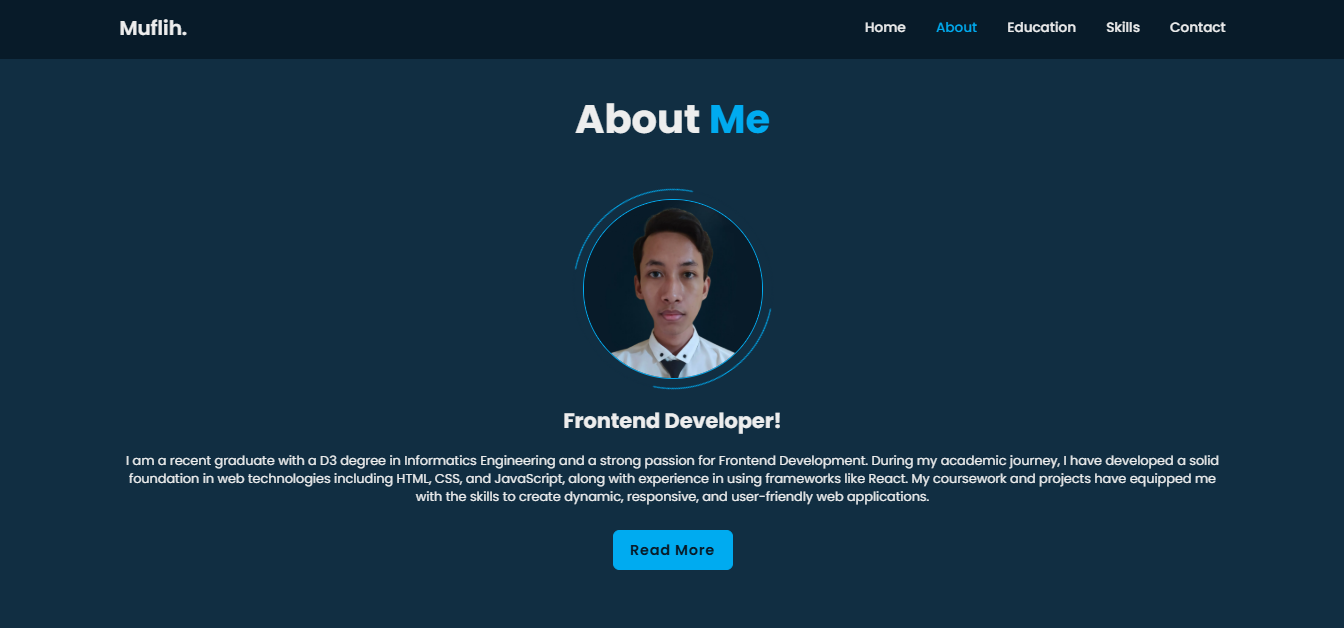 Muflih.
Home About Education Skills Contact
About Me
Frontend Developer!
I am a recent graduate with a D3 degree in Informatics Engineering and a strong passion for Frontend Development. During my academic journey, I have developed a solid
foundation in web technologies including HTML, CSS, and JavaScript, along with experience in using frameworks like React. My coursework and projects have equipped me
with the skills to create dynamic, responsive, and user-friendly web applications.
Read More